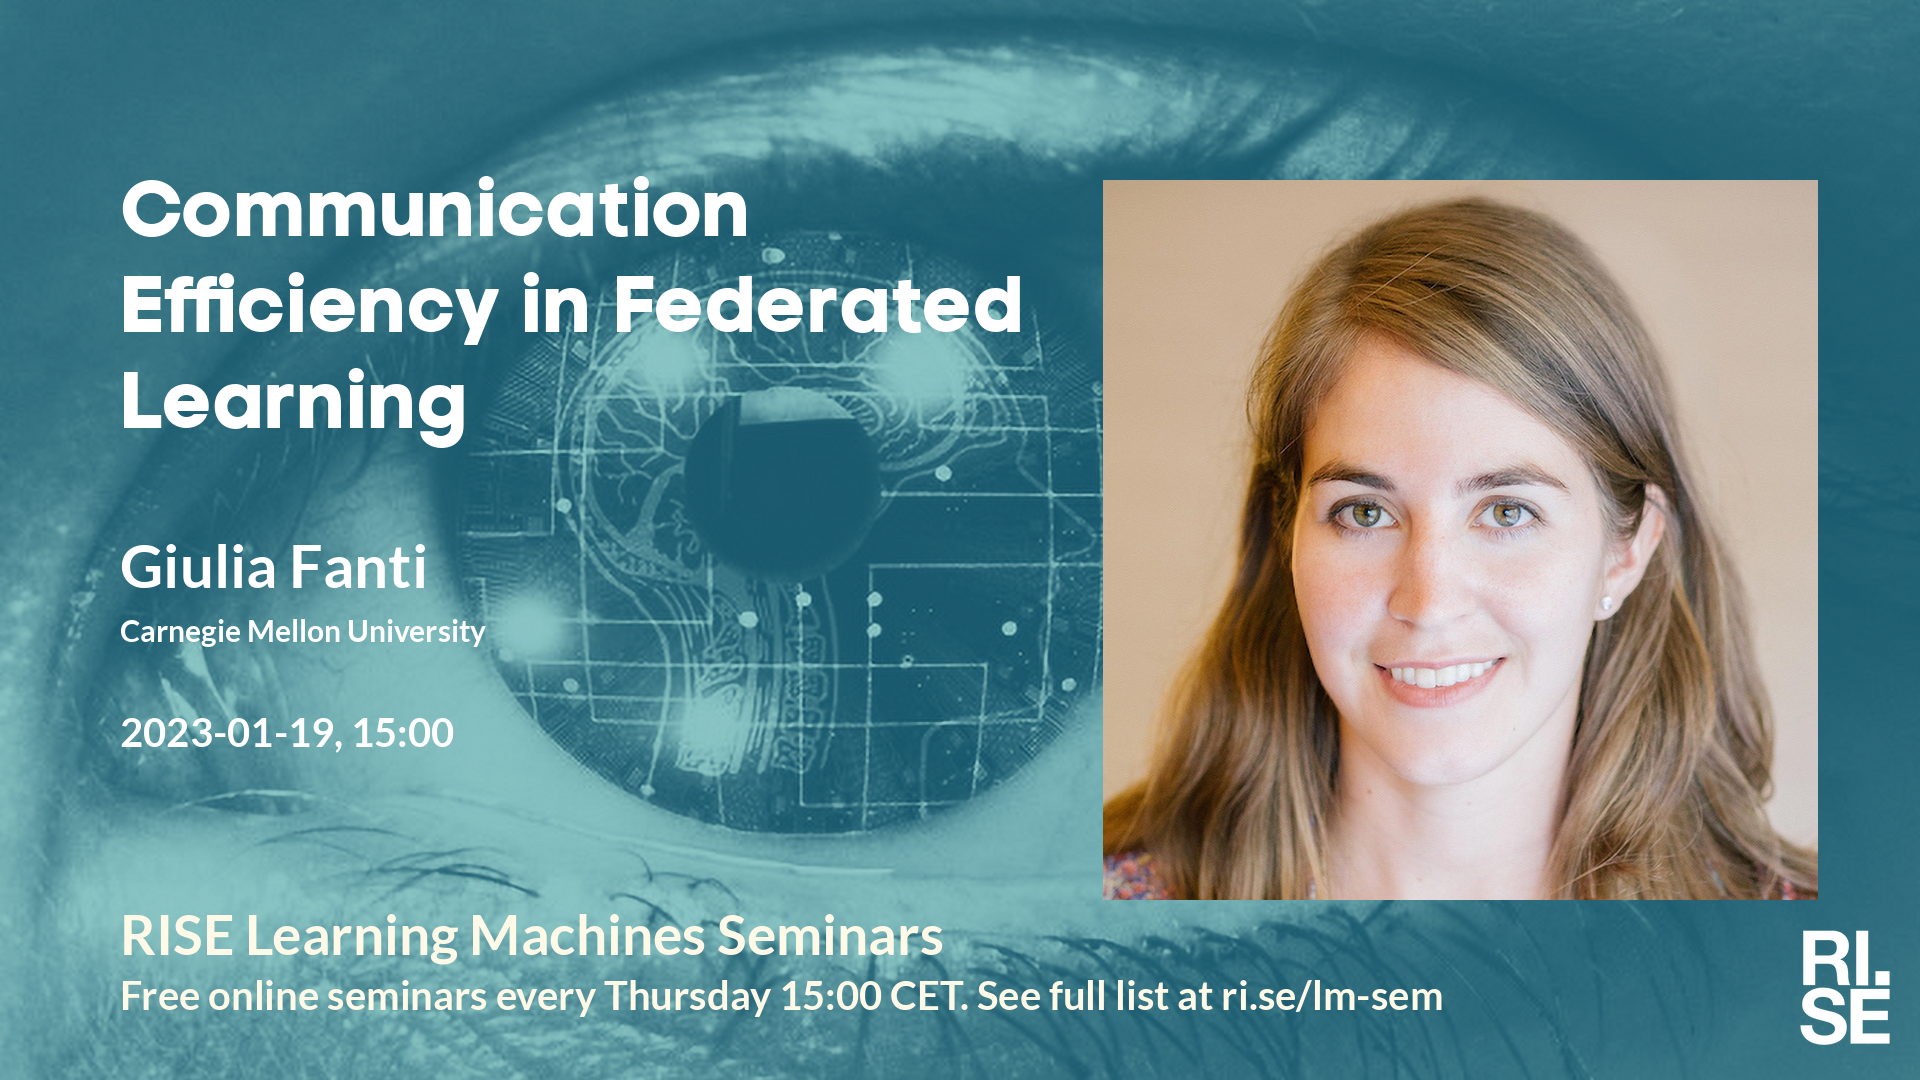 Communication
Efficiency in Federated
Learning
Giulia Fanti
Carnegie Mellon University
2023-01-19, 15:00
RISE Learning Machines Seminars
Free online seminars every Thursday 15:00 CET. See full list at ri.se/lm-sem
RI.
SE